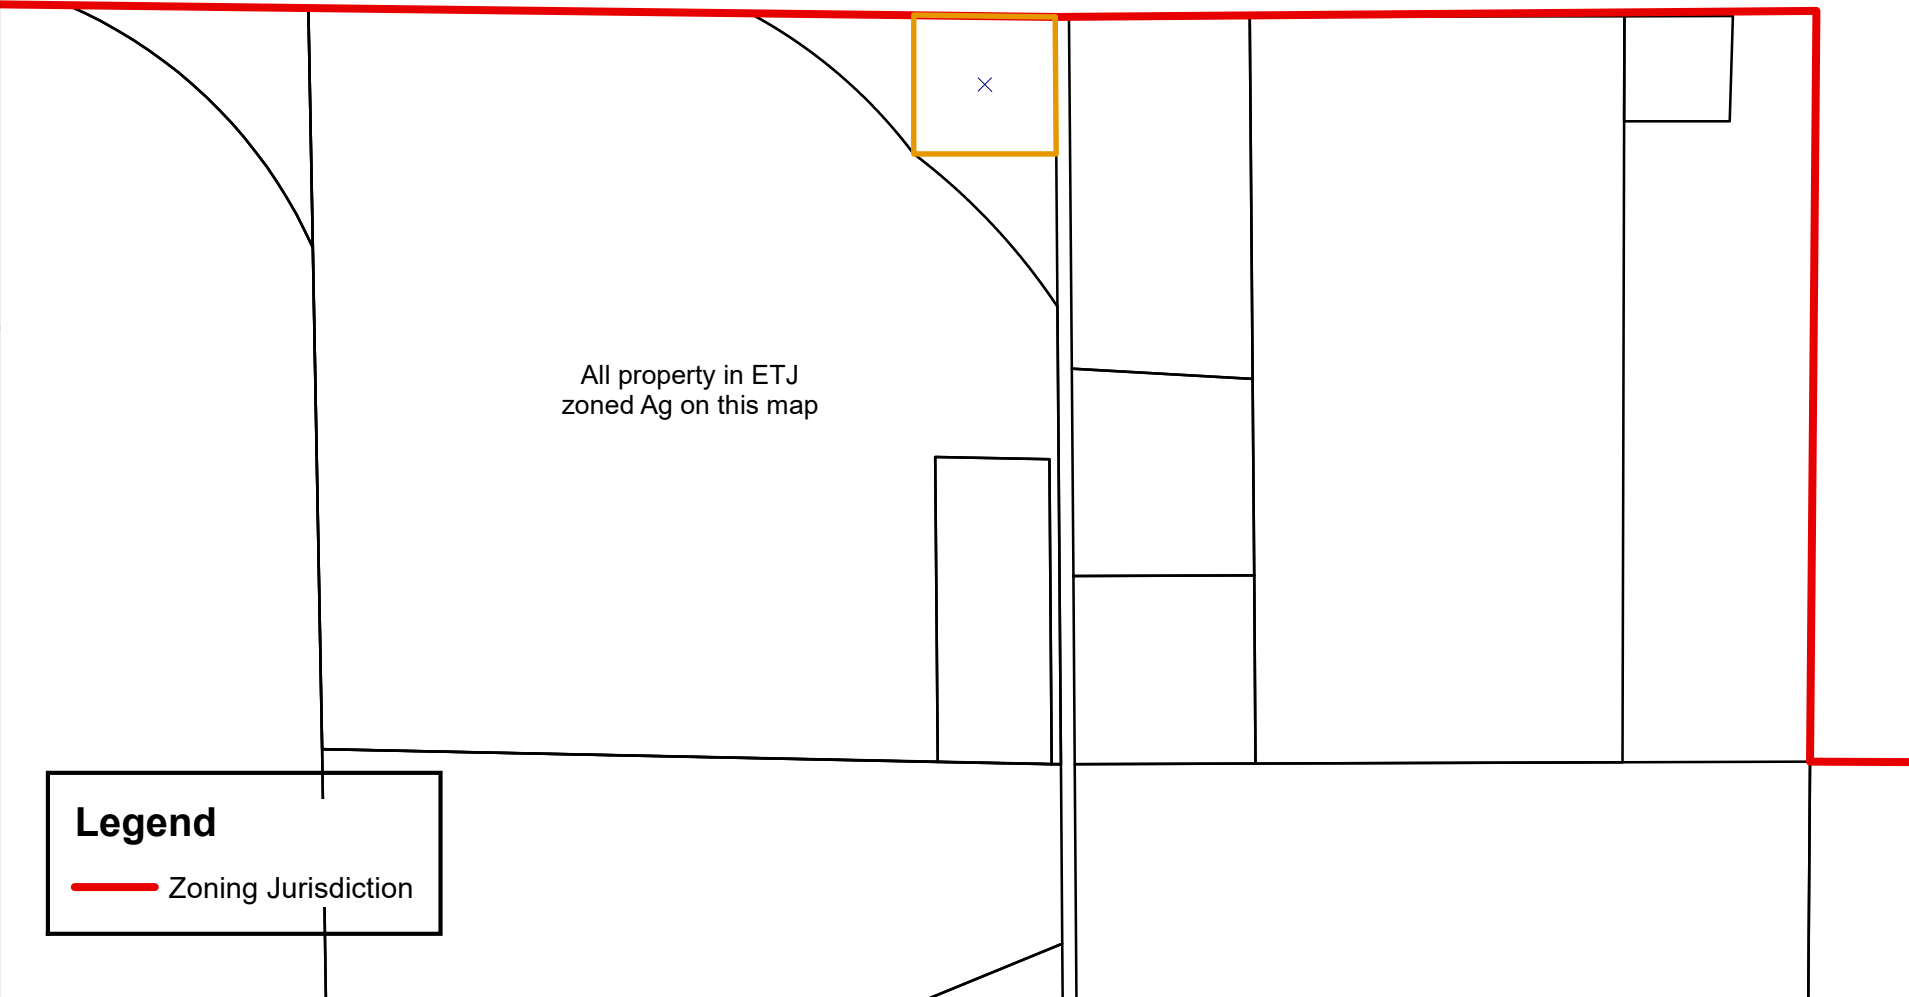 All property in ETJ
zoned Ag on this map
Legend
Zoning Jurisdiction